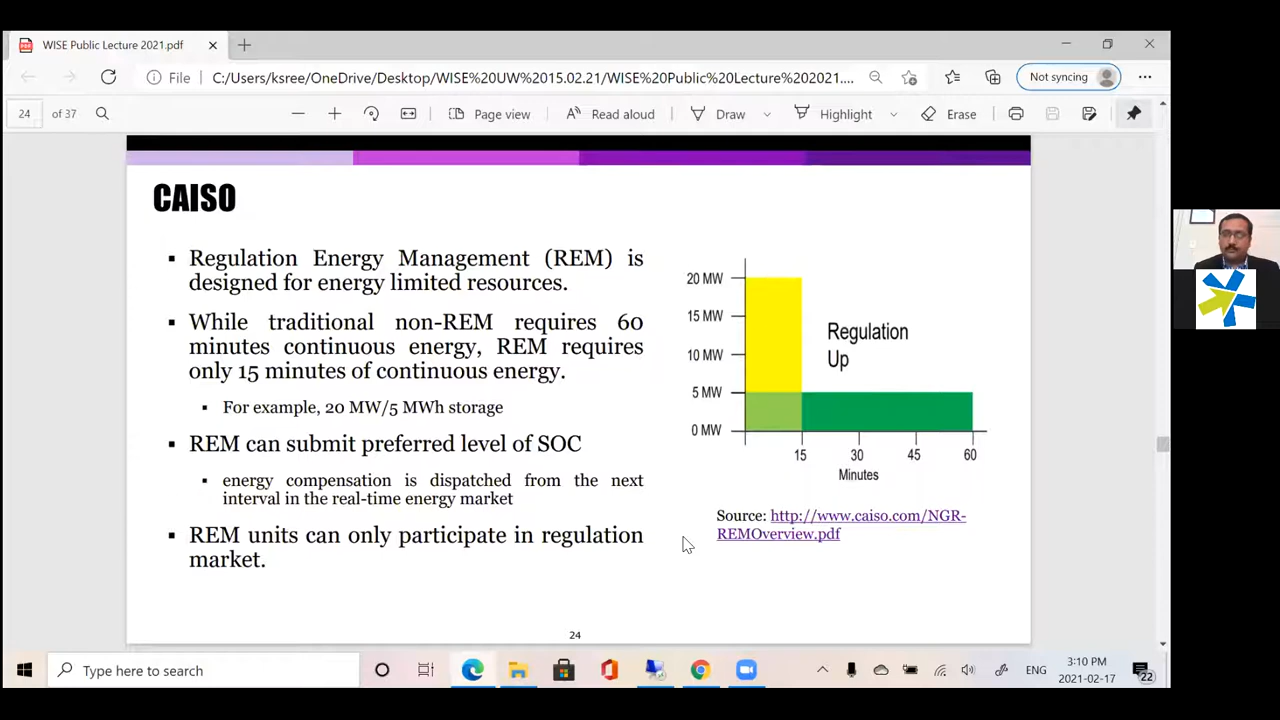 WISE Public Lecture 2021.pdf
File
C:/Users/ksree/OneDrive/Desktop/WISE%20UW%2015.02.21/WISE%20Public%20Lecture%202021....
Not syncing
24 of 37
Page view
Read aloud
Draw
Highlight
Erase
CAISO
▪ Regulation Energy Management (REM) is
designed for energy limited resources.
▪ While traditional non-REM requires 60
minutes continuous energy, REM requires
only 15 minutes of continuous energy.
▪ For example, 20 MW/5 MWh storage
▪ REM can submit preferred level of SOC
▪ energy compensation is dispatched from the next
interval in the real-time energy market
▪ REM units can only participate in regulation
market.
20 MW
15 MW
10 MW
5 MW
0 MW
Regulation
Up
15 30 45 60
Minutes
Source: http://www.caiso.com/NGR-
REMOverview.pdf
24
Type here to search
ENG
3:10 PM
2021-02-17
22